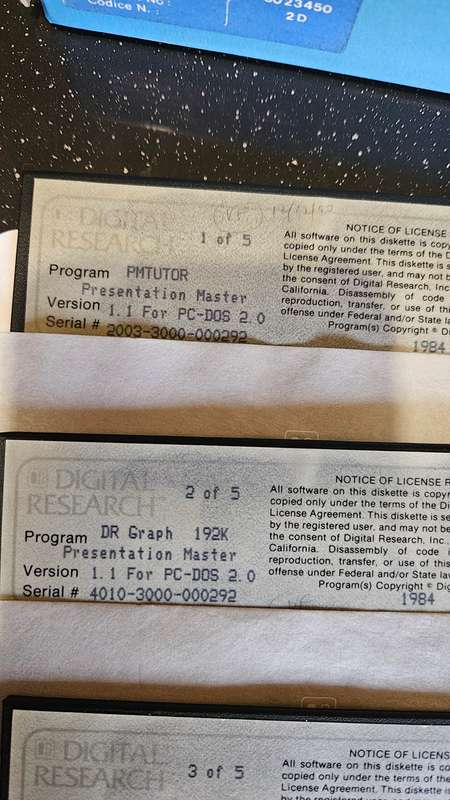 Codice N.:
023450
2D
DIGITAL
RESEARCH
1 of 5
Program PMTUTOR
Presentation Master
Version 1.1 For PC-DOS 2.0
Serial # 2003-3000-000292
NOTICE OF LICENSE
All software on this diskette is copy
copied only under the terms of the D
License Agreement. This diskette is s
by the registered user, and may not b
the consent of Digital Research, Inc
California. Disassembly of code
reproduction, transfer, or use of this
offense under Federal and/or State la
Program(s) Copyright © Di
1984
DIGITAL
RESEARCH
2 of 5
Program DR Graph 192K
Presentation Master
Version 1.1 For PC-DOS 2.0
Serial # 4010-3000-000292
NOTICE OF LICENSE R
All software on this diskette is copyr
copied only under the terms of the Di
License Agreement. This diskette is se
by the registered user, and may not be
the consent of Digital Research, Inc.
California. Disassembly of code i
reproduction, transfer, or use of this
offense under Federal and/or State law
Program(s) Copyright © Dig
1984
DIGITAL
RESEARCH
3 of 5
NOTICE OF LICENS
All software on this diskette is co
copied only under the terms of the
License Agreement. This diskette is